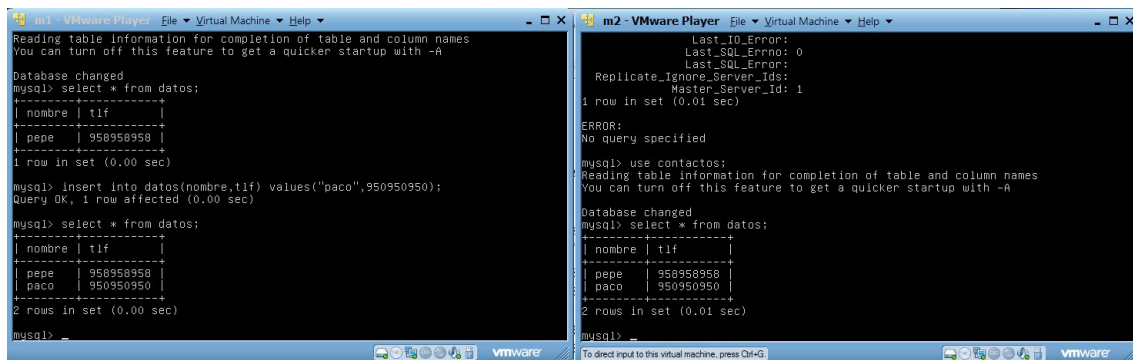 m1 - VMware Player File ▾ Virtual Machine ▾ Help ▾
Reading table information for completion of table and column names
You can turn off this feature to get a quicker startup with -A
Database changed
mysql> select * from datos;
+--------+-----------+
| nombre | tlf       |
+--------+-----------+
| pepe   | 958958958 |
+--------+-----------+
1 row in set (0.00 sec)
mysql> insert into datos(nombre,tlf) values("paco",950950950);
Query OK, 1 row affected (0.00 sec)
mysql> select * from datos;
+--------+-----------+
| nombre | tlf       |
+--------+-----------+
| pepe   | 958958958 |
| paco   | 950950950 |
+--------+-----------+
2 rows in set (0.00 sec)
mysql> _
vmware
m2 - VMware Player File ▾ Virtual Machine ▾ Help ▾
Last_IO_Error:
Last_SQL_Errno: 0
Last_SQL_Error:
Replicate_Ignore_Server_Ids:
Master_Server_Id: 1
1 row in set (0.01 sec)
ERROR:
No query specified
mysql> use contactos;
Reading table information for completion of table and column names
You can turn off this feature to get a quicker startup with -A
Database changed
mysql> select * from datos;
+--------+-----------+
| nombre | tlf       |
+--------+-----------+
| pepe   | 958958958 |
| paco   | 950950950 |
+--------+-----------+
2 rows in set (0.01 sec)
mysql> _
To direct input to this virtual machine, press Ctrl+G.
vmware